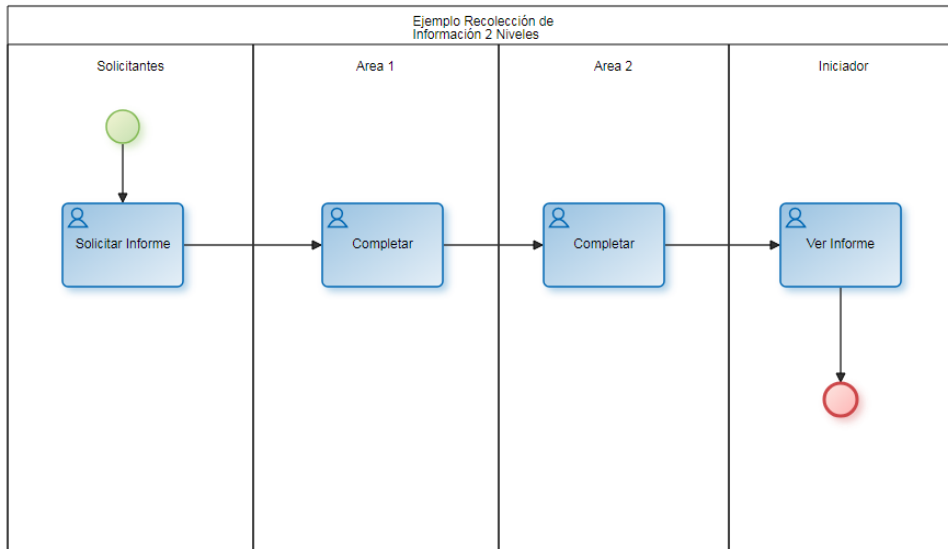 Ejemplo Recolección de
Información 2 Niveles
Solicitantes
Area 1
Area 2
Iniciador
Solicitar Informe
Completar
Completar
Ver Informe